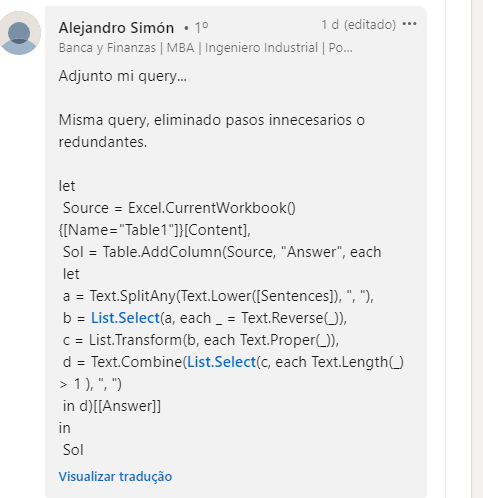 Alejandro Simón • 1º 1 d (editado) •••
Banca y Finanzas | MBA | Ingeniero Industrial | Po...
Adjunto mi query...
Misma query, eliminado pasos innecesarios o
redundantes.
let
Source = Excel.CurrentWorkbook()
{[Name="Table1"]}[Content],
Sol = Table.AddColumn(Source, "Answer", each
let
a = Text.SplitAny(Text.Lower([Sentences]), ", "),
b = List.Select(a, each _ = Text.Reverse(_)),
c = List.Transform(b, each Text.Proper(_)),
d = Text.Combine(List.Select(c, each Text.Length(_)
> 1 ), ", ")
in d)[[Answer]]
in
Sol
Visualizar tradução